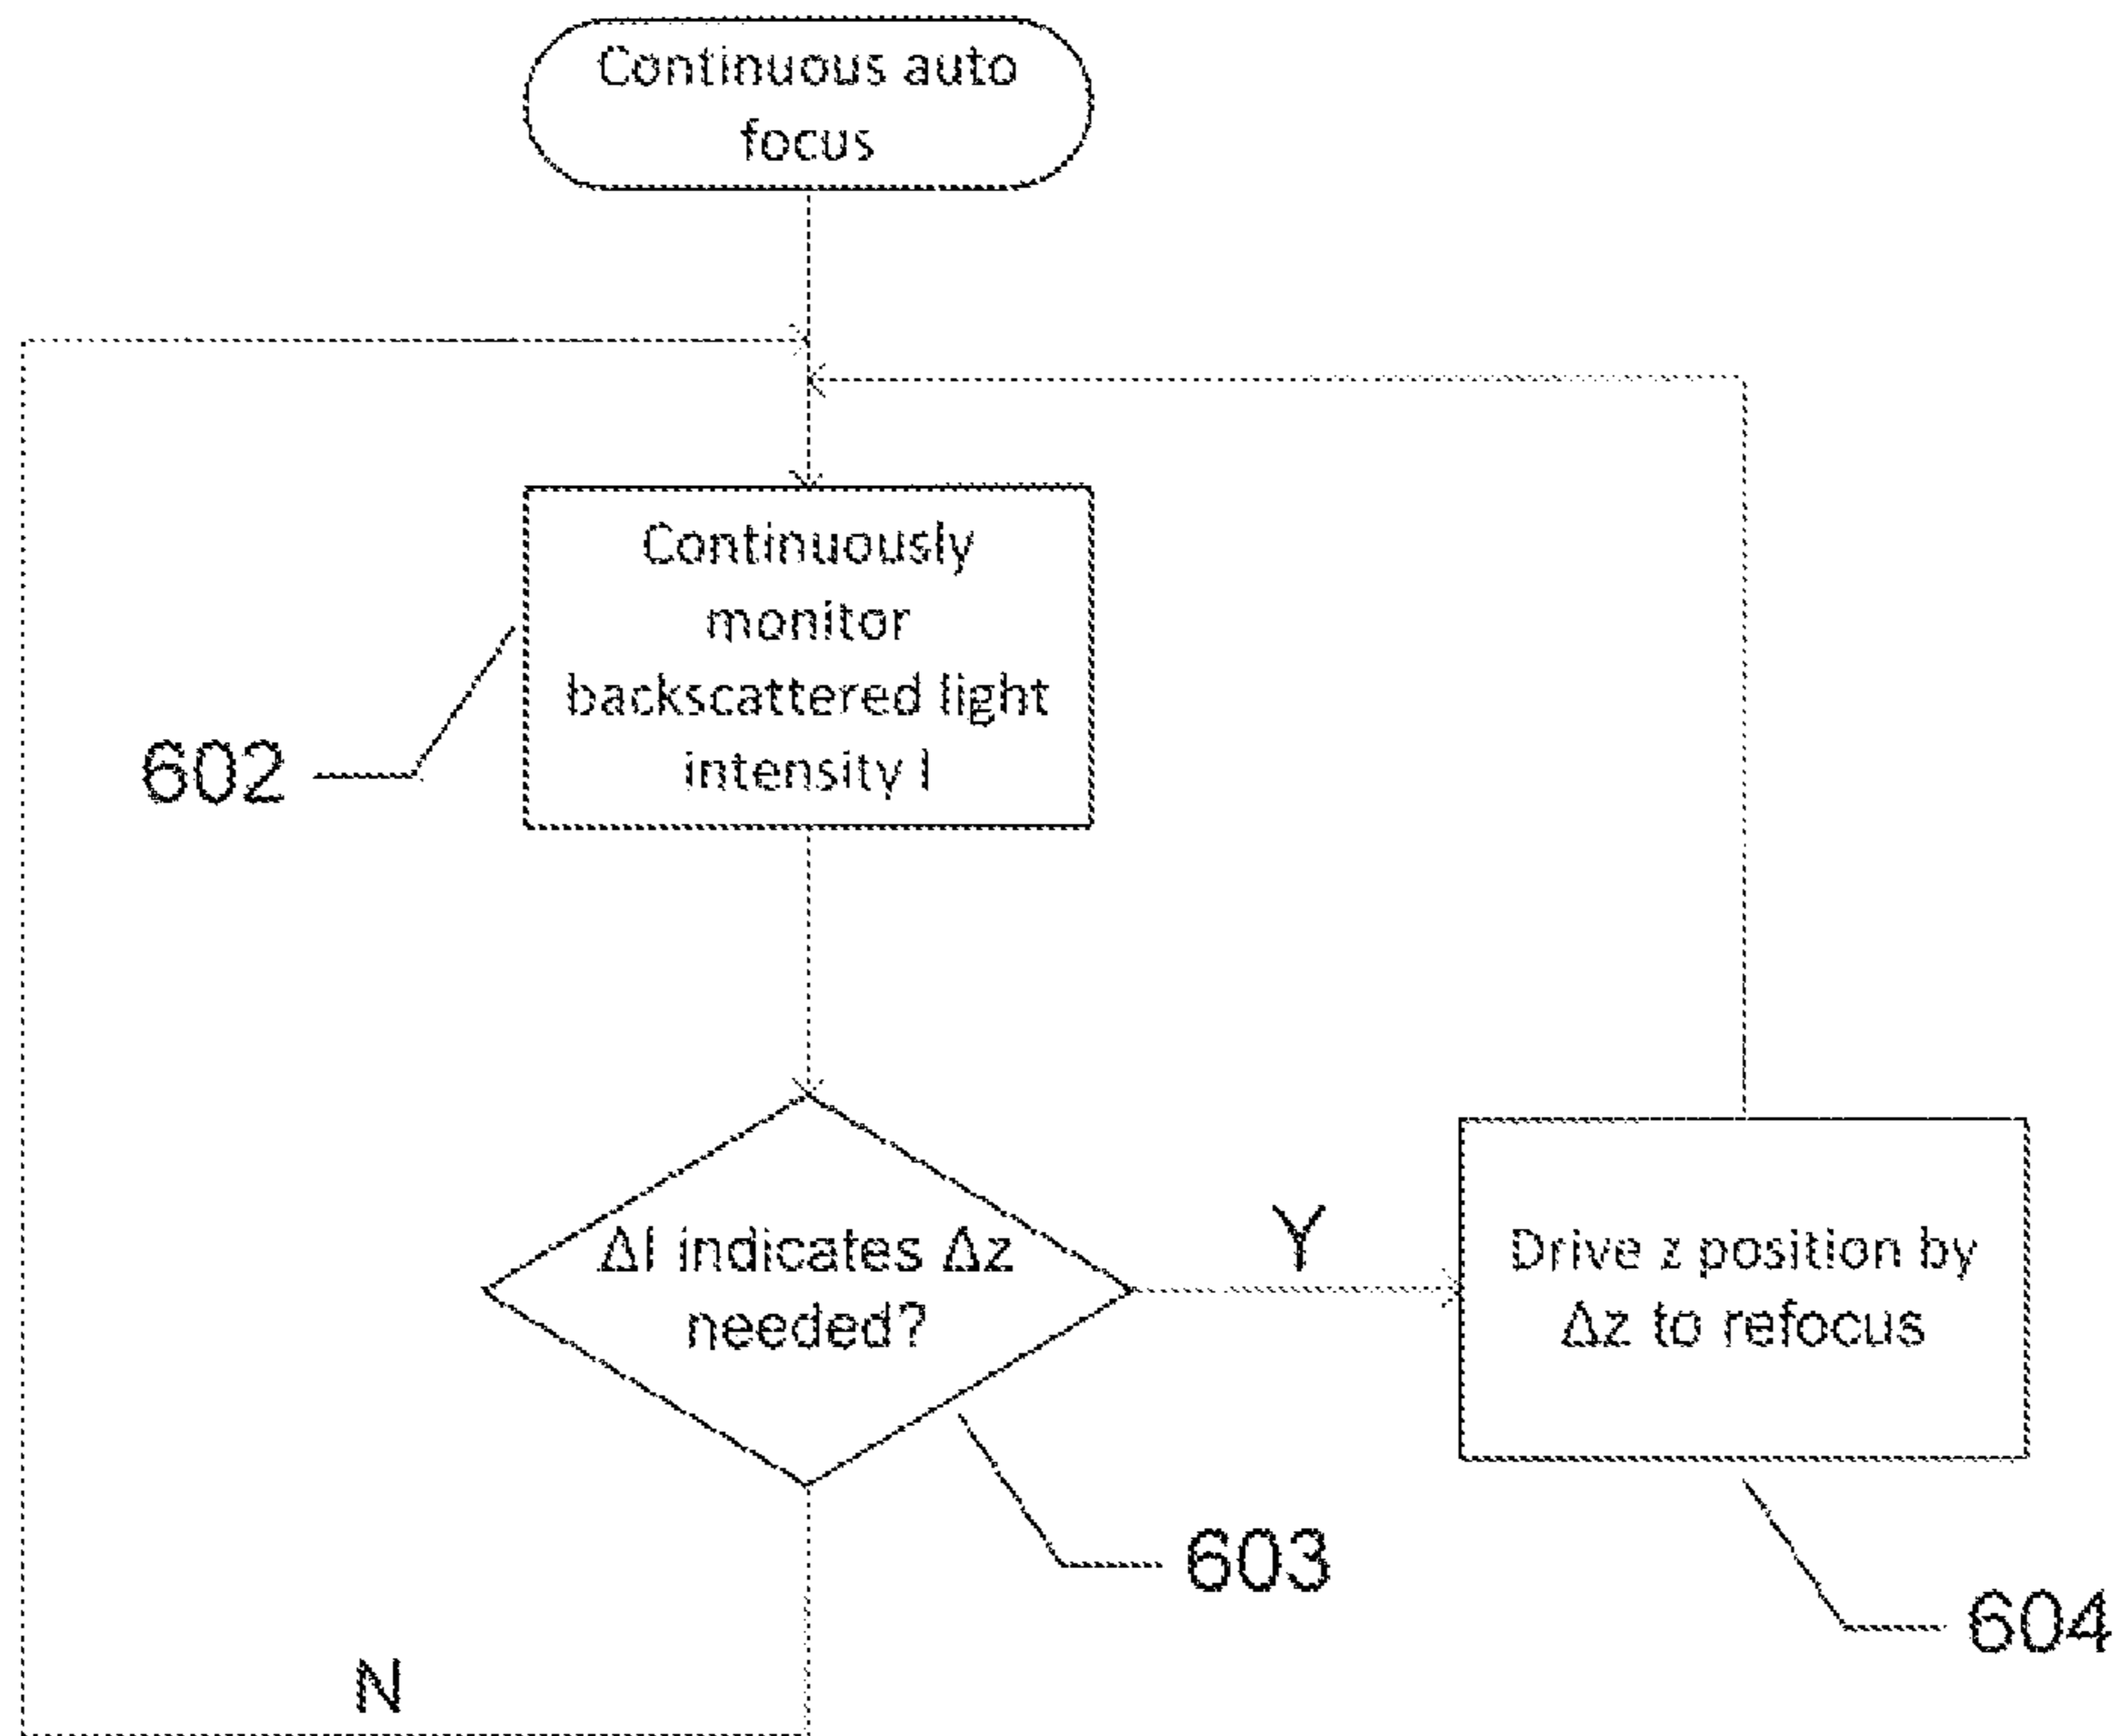 Continuous auto
focus
Continuously
monitor
backscattered light
intensity I
602
ΔI indicates Δz
needed?
Y
Drive z position by
Δz to refocus
603
604
N